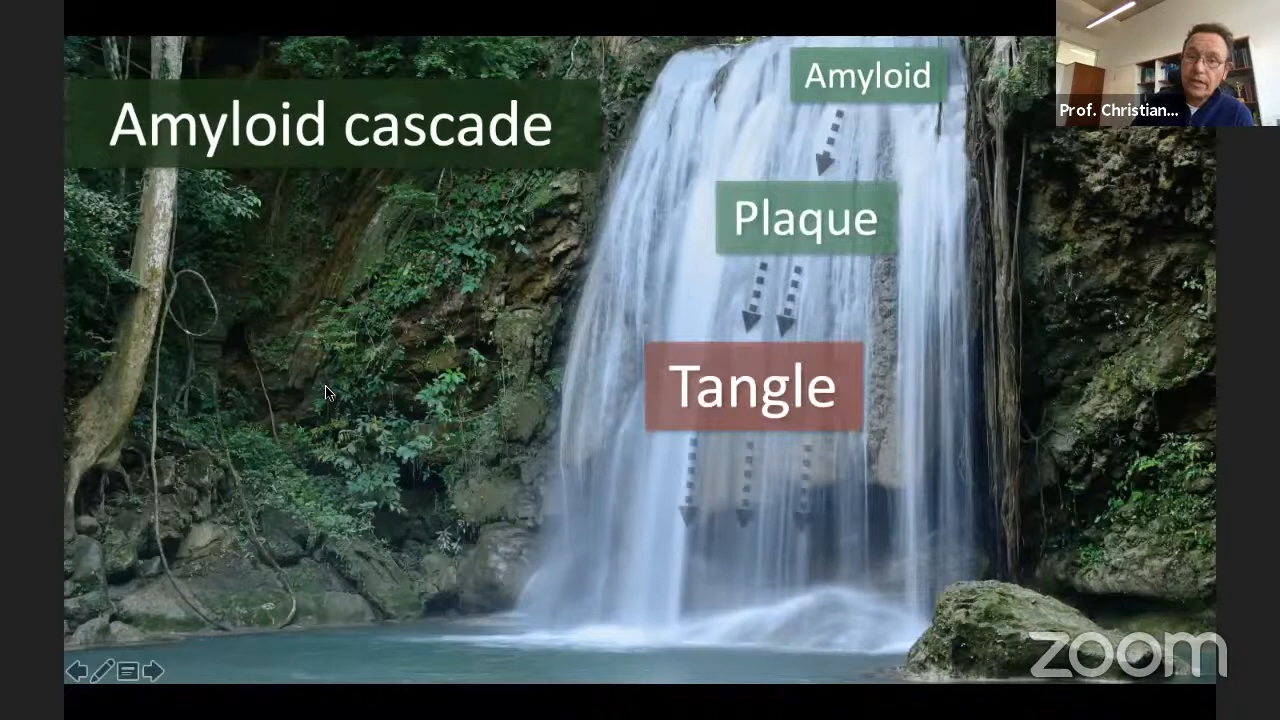 Amyloid cascade
Amyloid
Plaque
Tangle
Prof. Christian...
zoom